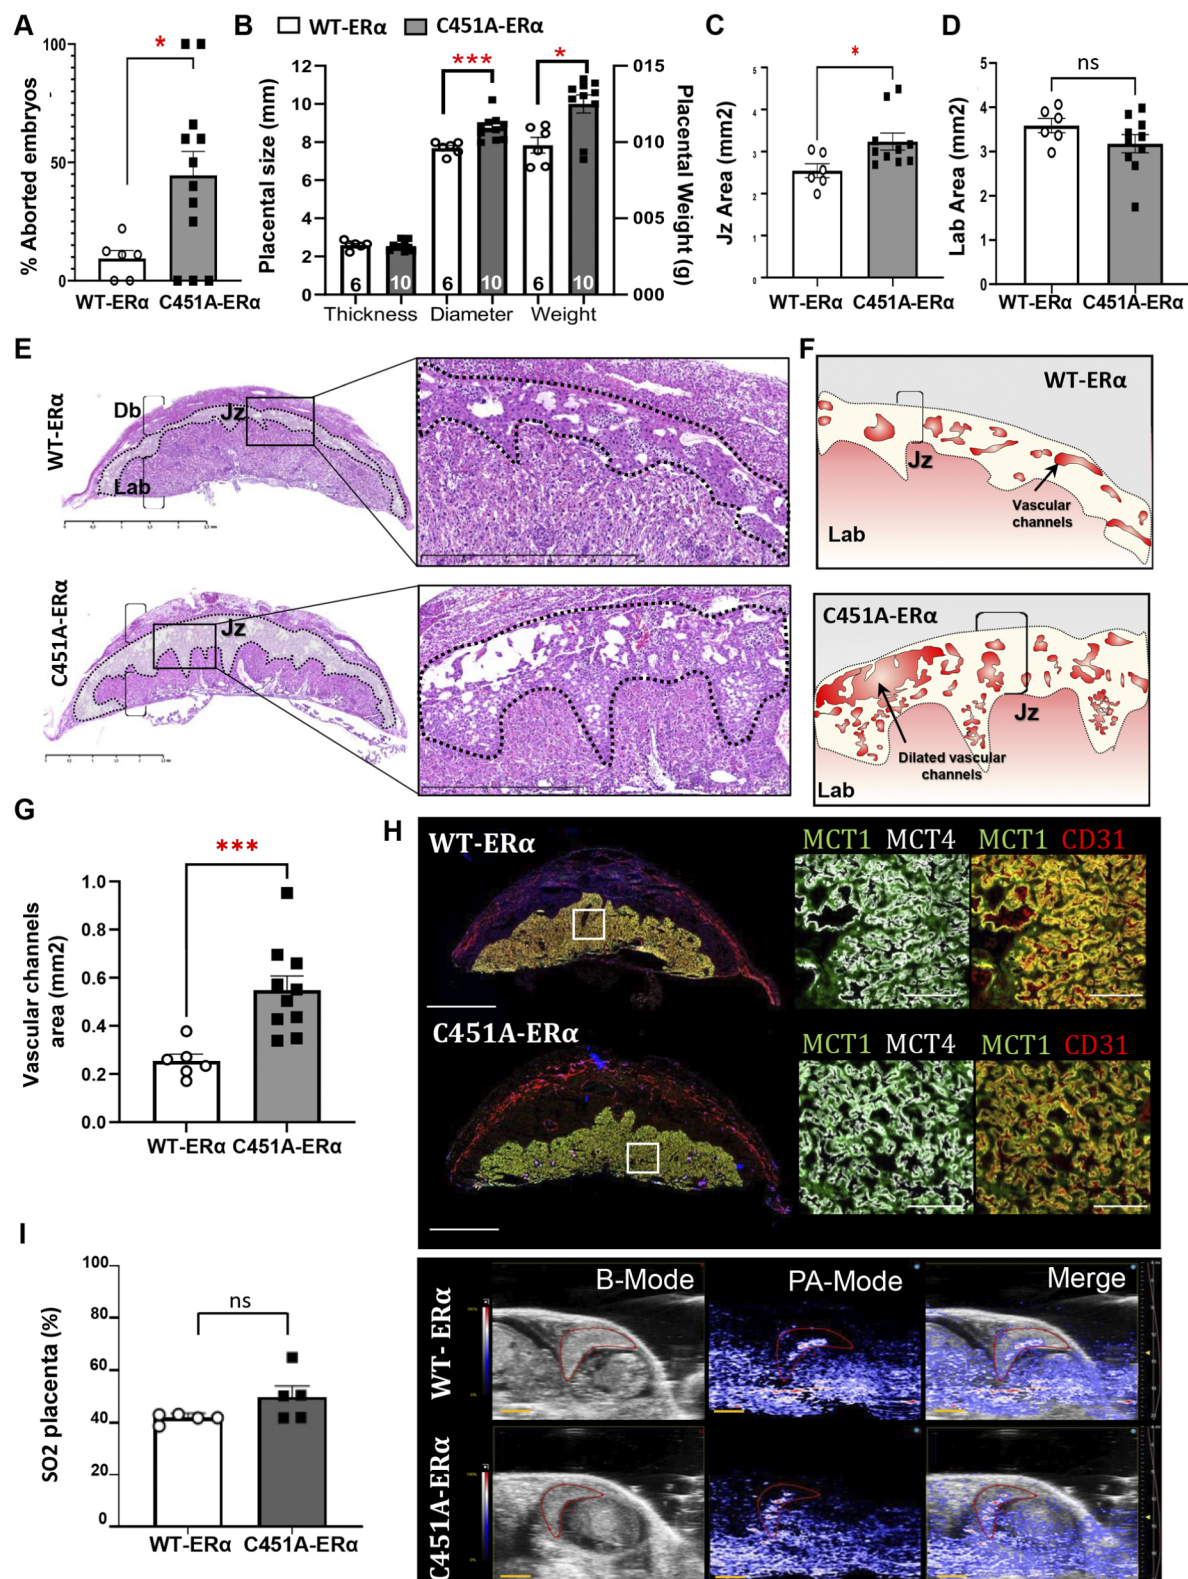 A
% Aborted embryos
100
50
0
*
WT-ERα
C451A-ERα
B
WT-ERα
C451A-ERα
Placental size (mm)
12
10
8
6
4
2
0
***
*
6
10
6
10
6
10
Thickness
Diameter
Weight
015
010
005
000
Placental Weight (g)
C
Jz Area (mm2)
5
4
3
2
1
0
*
WT-ERα
C451A-ERα
D
Lab Area (mm2)
5
4
3
2
1
0
ns
WT-ERα
C451A-ERα
E
WT-ERα
Db
Jz
Lab
C451A-ERα
Jz
F
WT-ERα
Jz
Vascular
channels
Lab
C451A-ERα
Jz
Dilated vascular
channels
Lab
G
Vascular channels
area (mm2)
1.0
0.8
0.6
0.4
0.2
0.0
***
WT-ERα
C451A-ERα
H
WT-ERα
MCT1 MCT4
MCT1 CD31
C451A-ERα
MCT1 MCT4
MCT1 CD31
I
SO2 placenta (%)
100
80
60
40
20
0
ns
WT-ERα
C451A-ERα
B-Mode
PA-Mode
Merge
WT- ERα
C451A-ERα